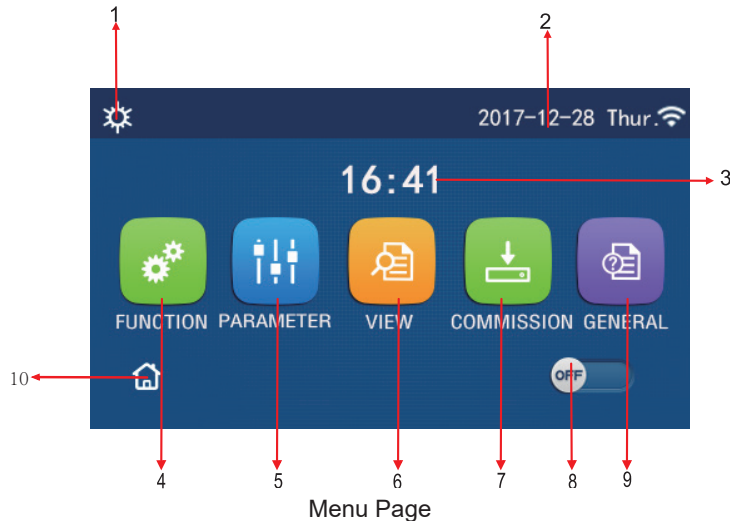 1
2
2017-12-28 Thur.
16:41
3
FUNCTION PARAMETER VIEW COMMISSION GENERAL
10
OFF
4 5 6 7 8 9
Menu Page